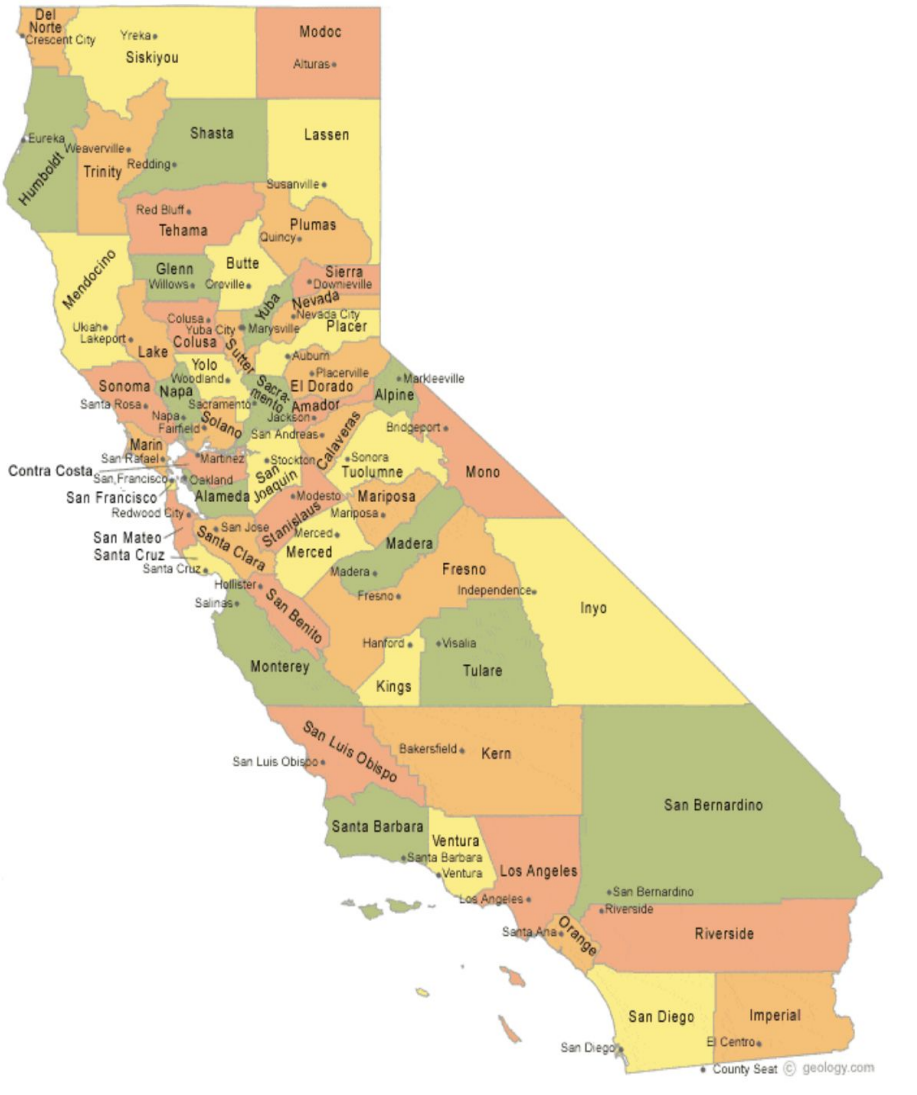 Del
Norte
Crescent City
Yreka
Siskiyou
Modoc
Alturas
Eureka
Humboldt
Weaverville
Trinity
Shasta
Redding
Lassen
Susanville
Red Bluff
Tehama
Plumas
Quincy
Mendocino
Ukiah
Glenn
Willows
Butte
Oroville
Sierra
Downieville
Yuba
Nevada
Nevada City
Placer
Lakeport
Lake
Colusa
Colusa
Yuba City
Marysville
Sutter
Auburn
Yolo
Woodland
Placerville
El Dorado
Sonoma
Santa Rosa
Napa
Napa
Sacramento
Sacra-
mento
Amador
Jackson
Alpine
Markleeville
Fairfield
Solano
San Andreas
Calaveras
Bridgeport
Marin
San Rafael
Martinez
Contra Costa
Stockton
San
Joaquin
Sonora
Tuolumne
Mono
San Francisco
San Francisco
Oakland
Alameda
Modesto
Stanislaus
Mariposa
Mariposa
Redwood City
San Mateo
San Jose
Santa Clara
Merced
Merced
Madera
Madera
Santa Cruz
Santa Cruz
Hollister
San Benito
Salinas
Monterey
Fresno
Fresno
Independence
Inyo
Hanford
Kings
Visalia
Tulare
San Luis Obispo
San Luis Obispo
Bakersfield
Kern
San Bernardino
San Bernardino
Santa Barbara
Santa Barbara
Ventura
Ventura
Los Angeles
Los Angeles
Riverside
Riverside
Santa Ana
Orange
San Diego
San Diego
Imperial
El Centro
County Seat © geology.com